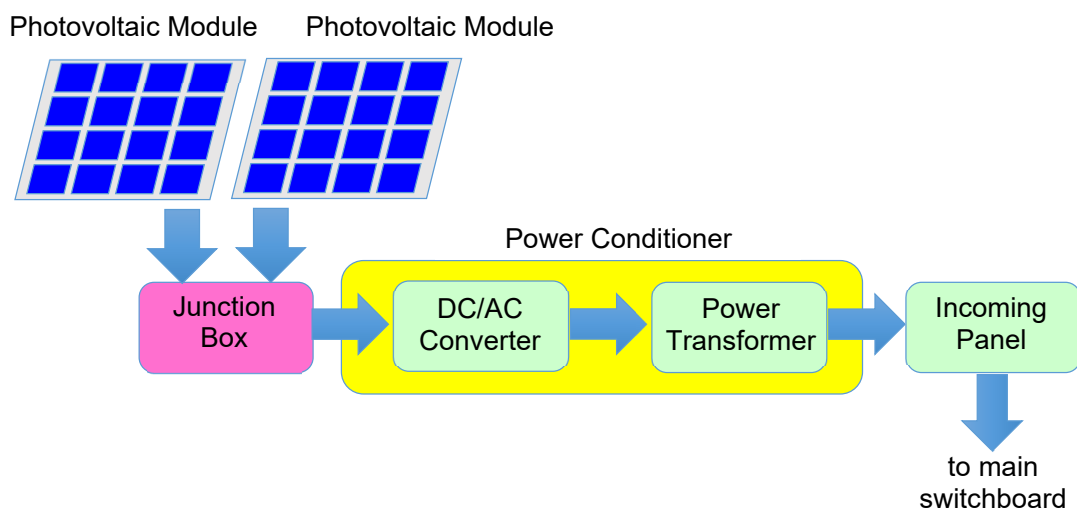 Photovoltaic Module
Photovoltaic Module
Power Conditioner
Junction
Box
DC/AC
Converter
Power
Transformer
Incoming
Panel
to main
switchboard